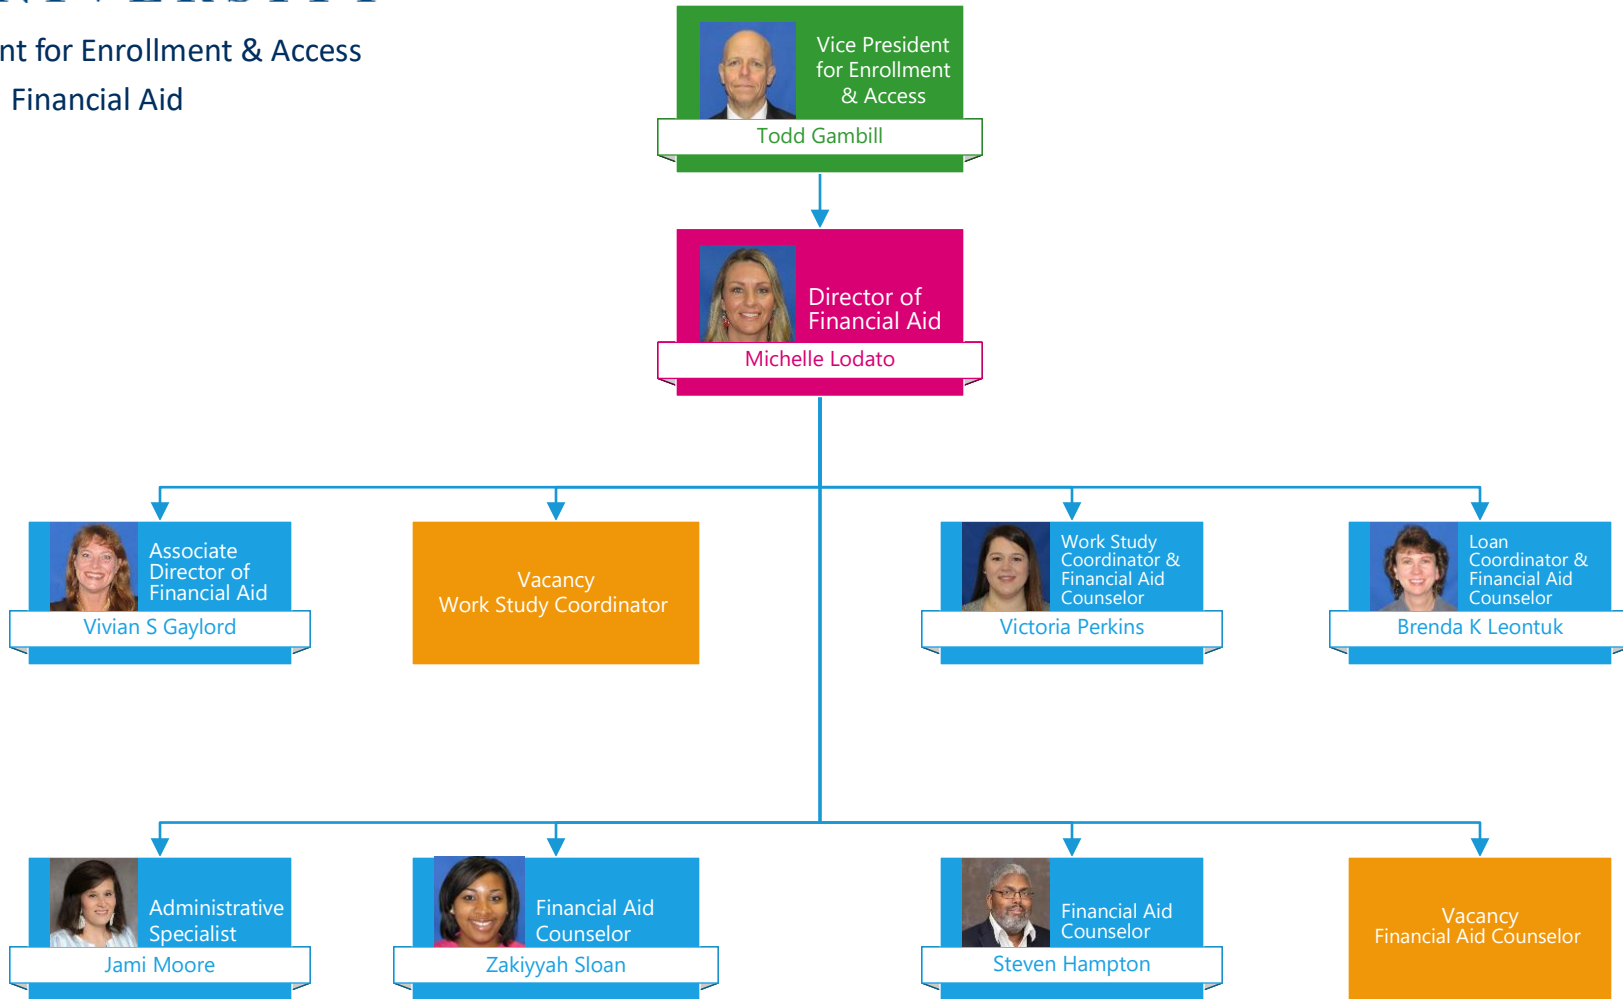 nt for Enrollment & Access
Financial Aid
Vice President
for Enrollment
& Access
Todd Gambill
Director of
Financial Aid
Michelle Lodato
Associate
Director of
Financial Aid
Vivian S Gaylord
Vacancy
Work Study Coordinator
Work Study
Coordinator &
Financial Aid
Counselor
Victoria Perkins
Loan
Coordinator &
Financial Aid
Counselor
Brenda K Leontuk
Administrative
Specialist
Jami Moore
Financial Aid
Counselor
Zakiyyah Sloan
Financial Aid
Counselor
Steven Hampton
Vacancy
Financial Aid Counselor